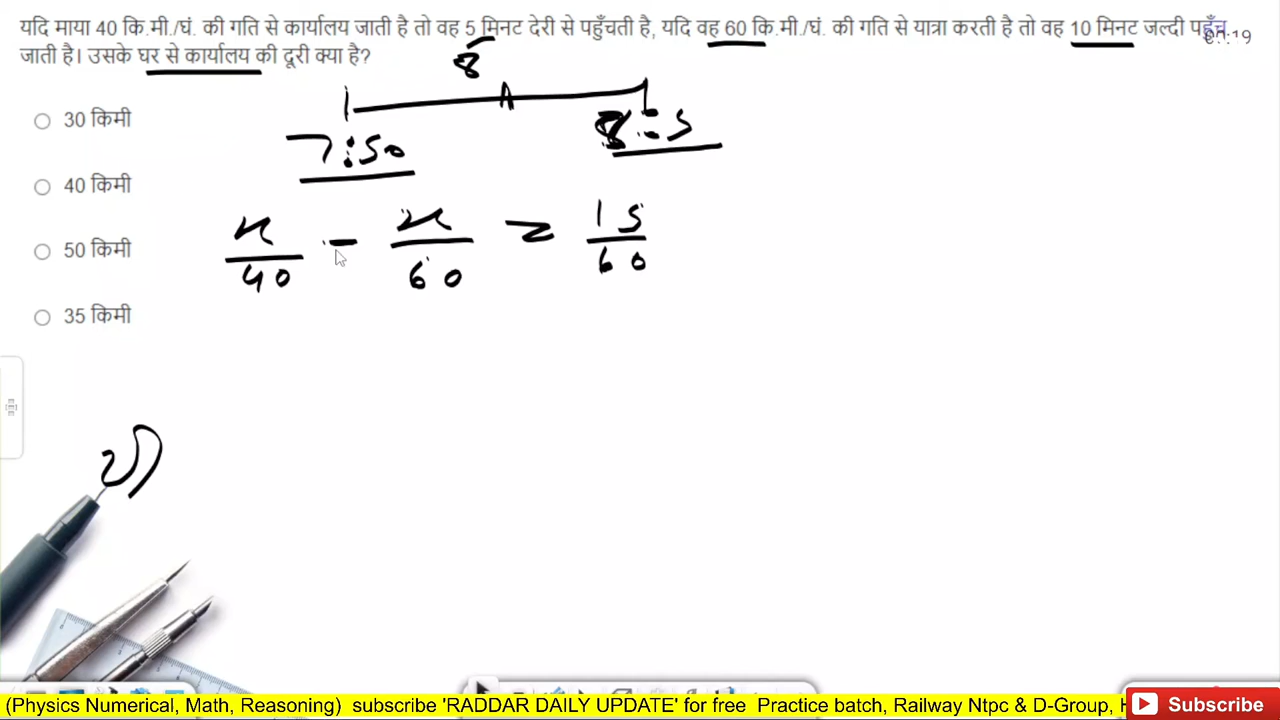 यदि माया 40 कि.मी./घं. की गति से कार्यालय जाती है तो वह 5 मिनट देरी से पहुँचती है, यदि वह 60 कि.मी./घं. की गति से यात्रा करती है तो वह 10 मिनट जल्दी पहुँच
जाती है। उसके घर से कार्यालय की दूरी क्या है?
8
30 किमी
7:50
8:5
40 किमी
x/40 - x/60 = 15/60
50 किमी
35 किमी
(Physics Numerical, Math, Reasoning) subscribe 'RADDAR DAILY UPDATE' for free Practice batch, Railway Ntpc & D-Group,
Subscribe